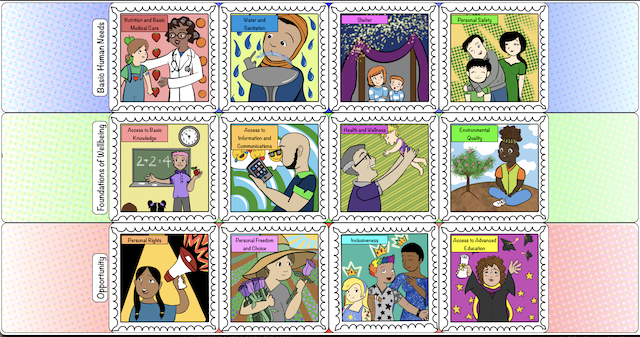 Basic Human Needs
Nutrition and Basic
Medical Care
Water and
Sanitation
Shelter
Personal Safety
Foundations of Wellbeing
Access to Basic
Knowledge
2+2=4
Access to
Information and
Communications
Health and Wellness
Environmental
Quality
Opportunity
Personal Rights
Personal Freedom
and Choice
Inclusiveness
Access to Advanced
Education